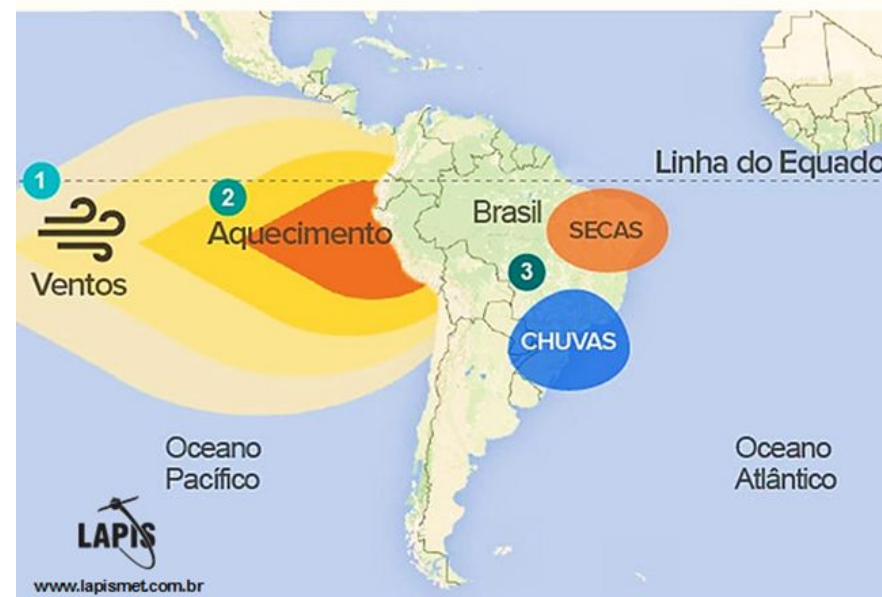 Linha do Equado
1
2
Brasil
SECAS
Aquecimento
Ventos
3
CHUVAS
Oceano
Pacífico
Oceano
Atlântico
LAPIS
www.lapismet.com.br